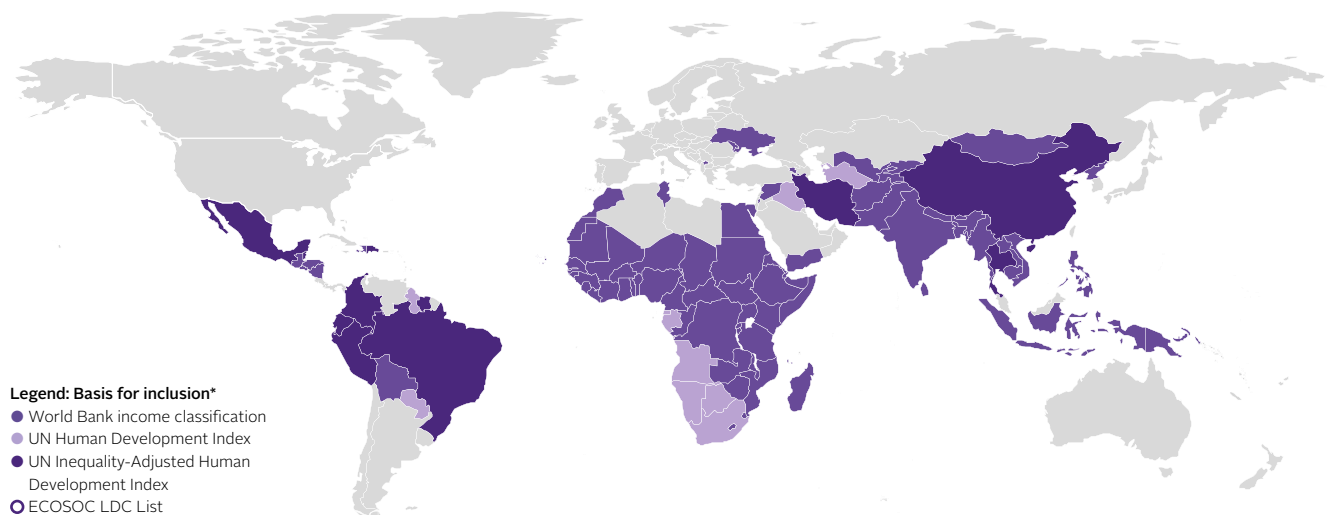 Legend: Basis for inclusion*
World Bank income classification
UN Human Development Index
UN Inequality-Adjusted Human
Development Index
ECOSOC LDC List